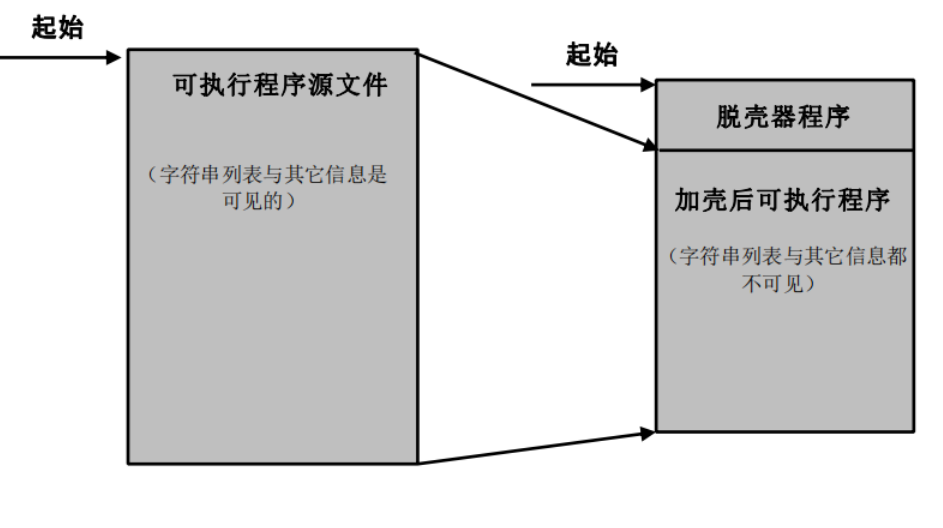 起始
可执行程序源文件
（字符串列表与其它信息是
可见的）
起始
脱壳器程序
加壳后可执行程序
（字符串列表与其它信息都
不可见）